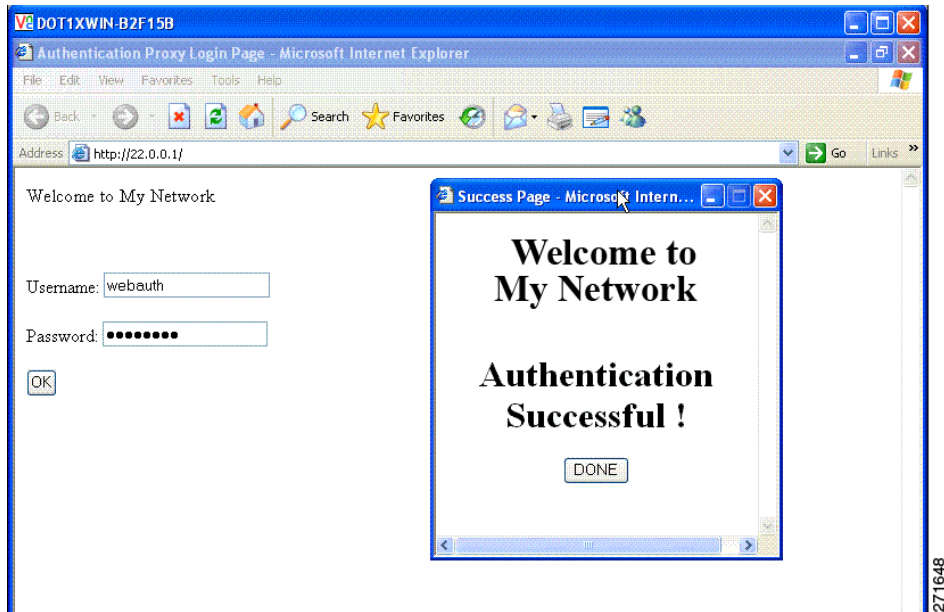 DOT1XWIN-B2F15B
Authentication Proxy Login Page - Microsoft Internet Explorer
File Edit View Favorites Tools Help
Back Search Favorites
Address http://22.0.0.1/ Go Links »
Welcome to My Network
Username: webauth
Password: ●●●●●●●●
OK
Success Page - Microsoft Intern...
Welcome to
My Network
Authentication
Successful !
DONE
271648